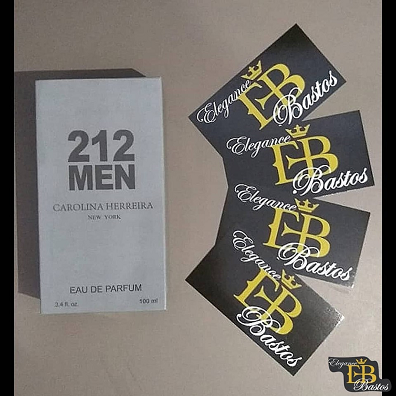 212
MEN
CAROLINA HERREIRA
NEW YORK
EAU DE PARFUM
3.4 fl. oz.
100 ml
Elegance
EB
Bastos
Elegance
EB
Bastos
Elegance
EB
Bastos
Elegance
EB
Bastos
Elegance
EB
Bastos